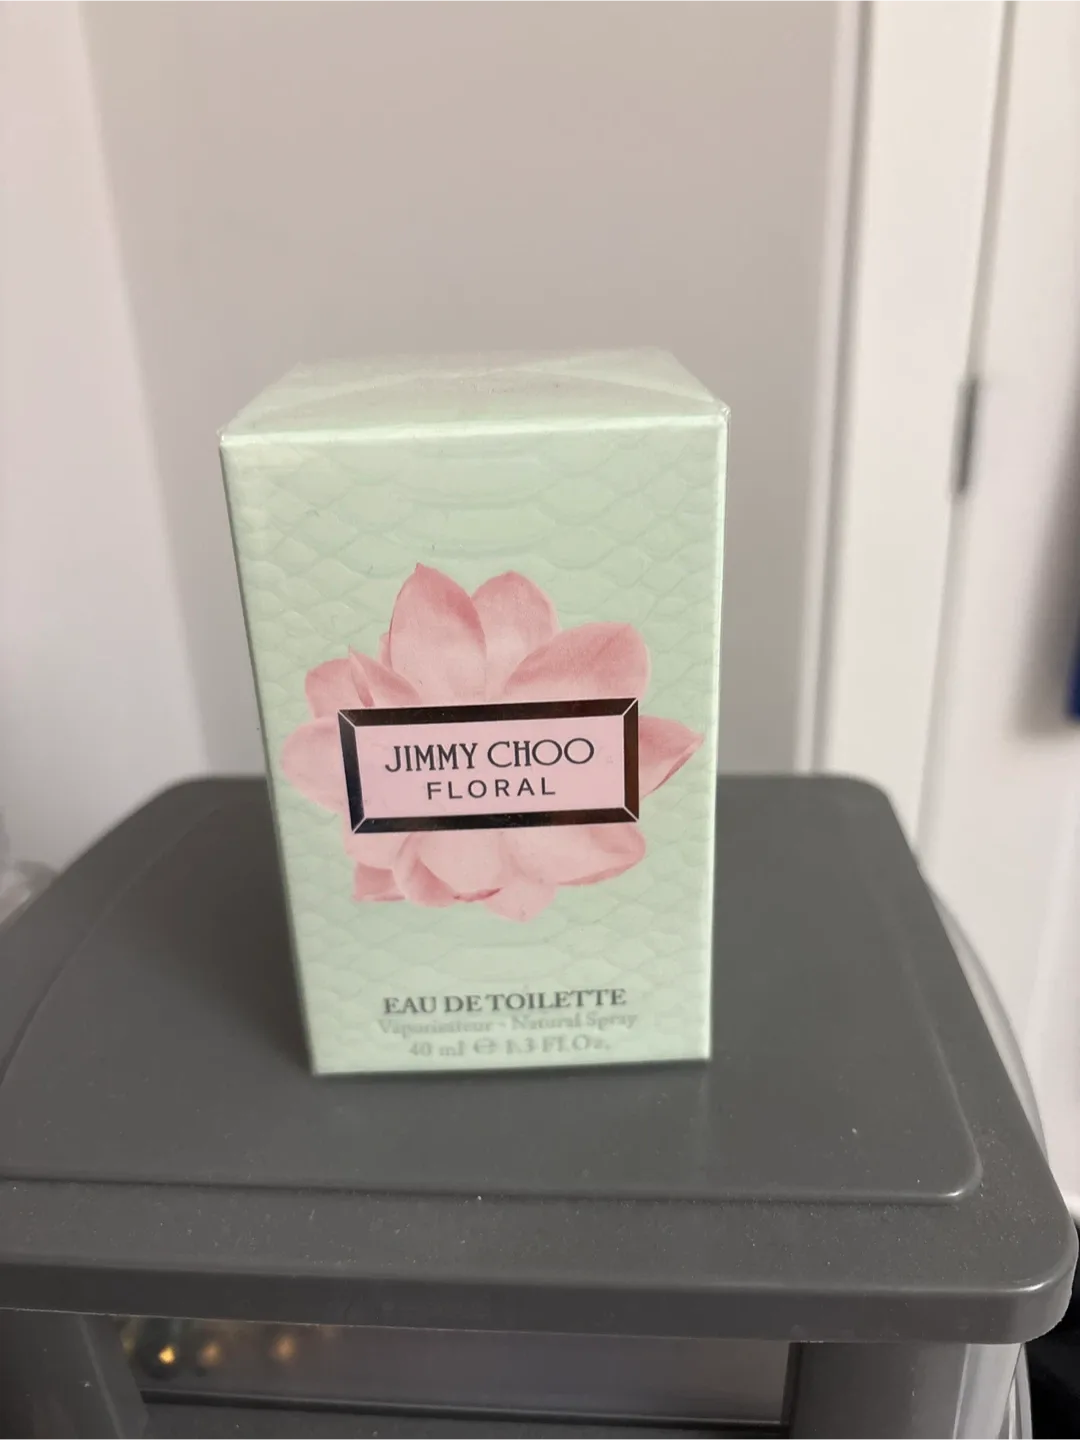 JIMMY CHOO
FLORAL
EAU DE TOILETTE
Vaporisateur - Natural Spray
40 ml ℮ 1.3 Fl.Oz.